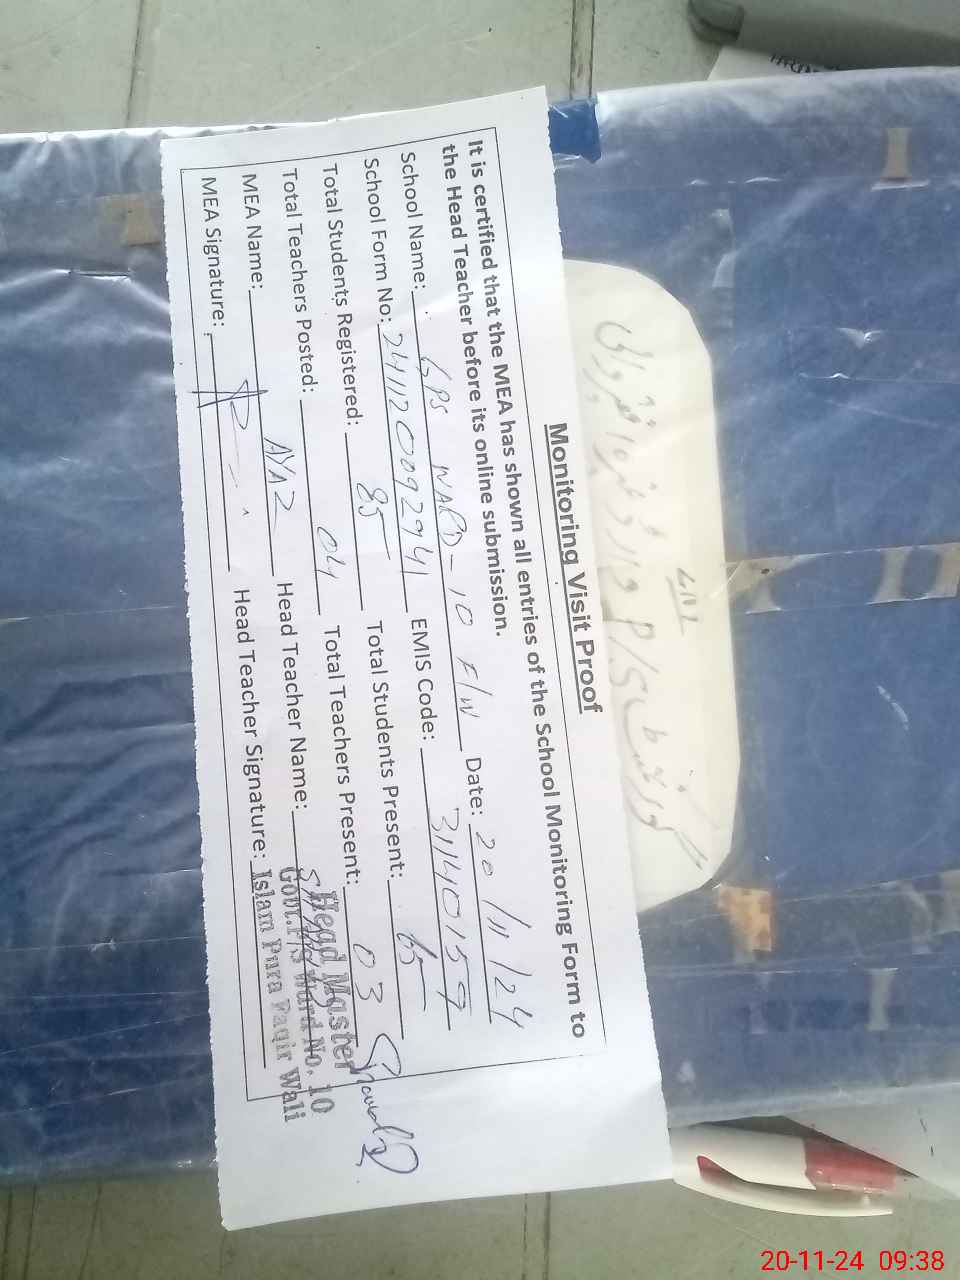 Monitoring Visit Proof
It is certified that the MEA has shown all entries of the School Monitoring Form to
the Head Teacher before its online submission.
School Name: GPS WARD-10 F/W Date: 20/11/24
School Form No: EMIS Code: 31140157
Total Students Registered: 85 Total Students Present: 65
Total Teachers Posted: 04 Total Teachers Present: 03
MEA Name: AYAZ Head Teacher Name:
MEA Signature: Head Teacher Signature:
Head Master
Govt. P/S Ward No. 10
Islam Pura Faqir Wali
گورنمنٹ P/S
20-11-24 09:38